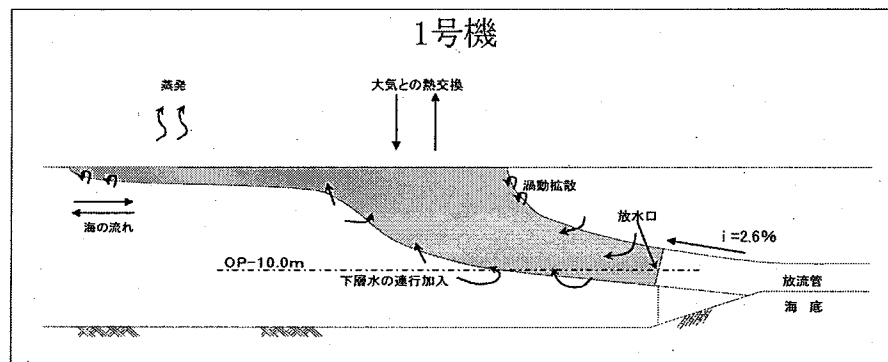 1号機
蒸発
大気との熱交換
渦動拡散
放水口
i=2.6%
海の流れ
OP-10.0m
下層水の連行加入
放流管
海底